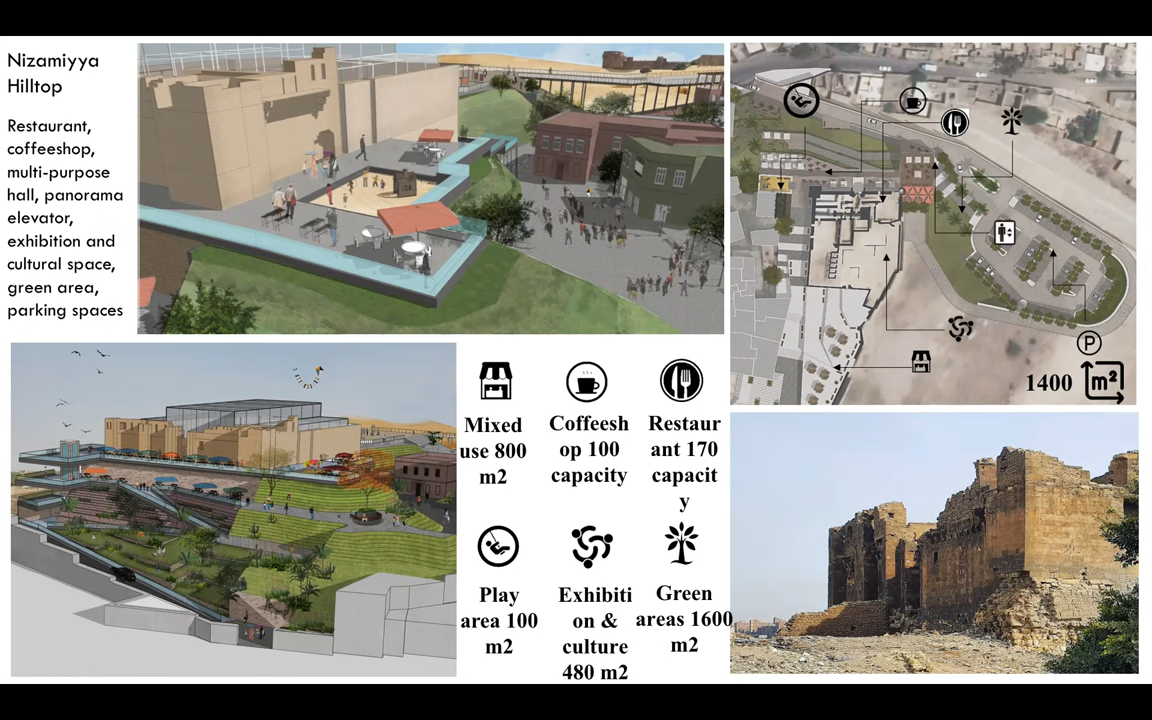 Nizamiyya
Hilltop
Restaurant,
coffeeshop,
multi-purpose
hall, panorama
elevator,
exhibition and
cultural space,
green area,
parking spaces
P
1400 m²
Mixed
use 800
m2
Coffeesh
op 100
capacity
Restaur
ant 170
capacit
y
Play
area 100
m2
Exhibiti
on &
culture
480 m2
Green
areas 1600
m2